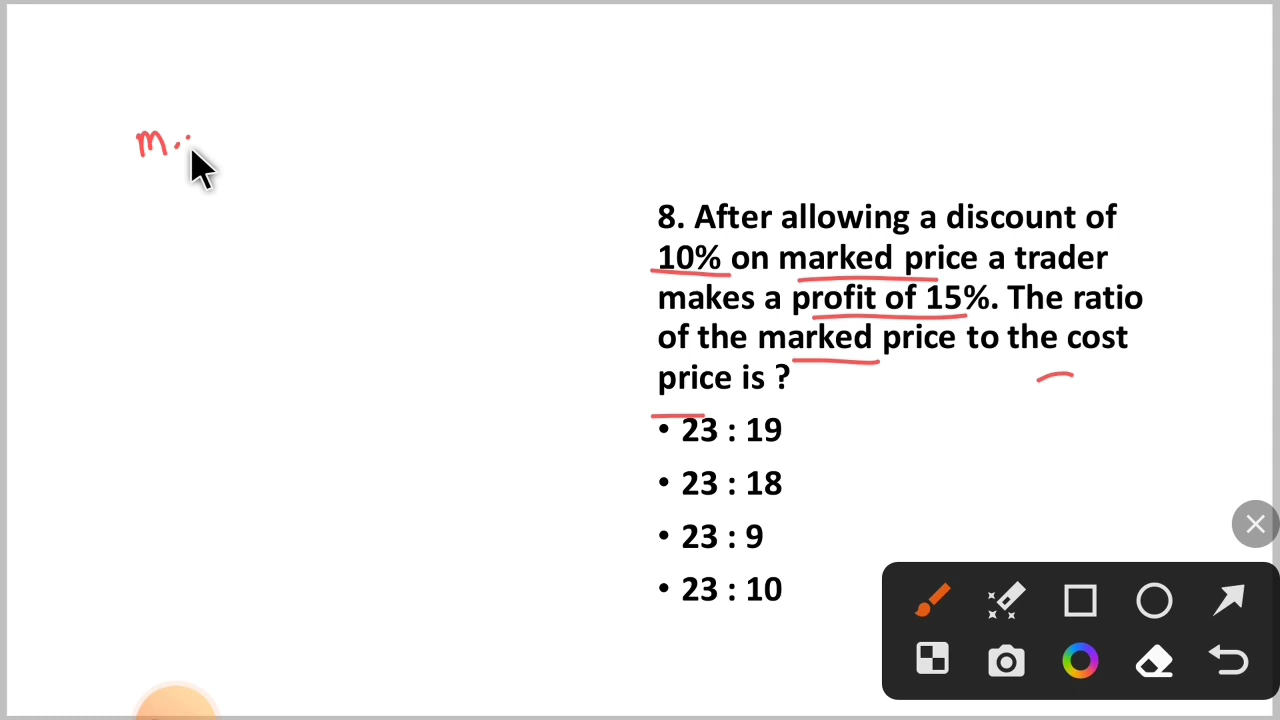 m.
8. After allowing a discount of
10% on marked price a trader
makes a profit of 15%. The ratio
of the marked price to the cost
price is ?
• 23 : 19
• 23 : 18
• 23 : 9
• 23 : 10